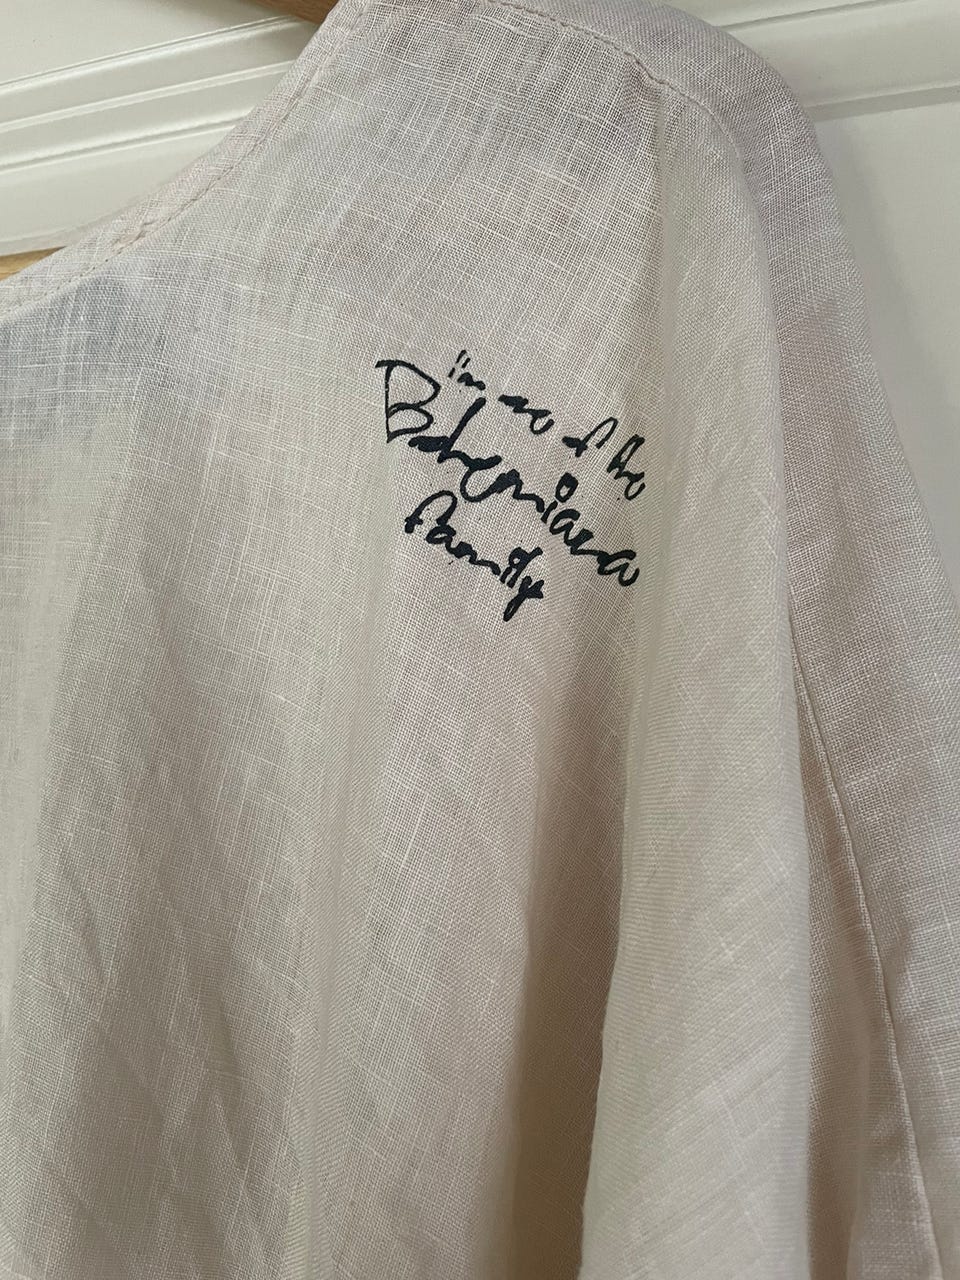 I'm one of the
Bohemiana
Family